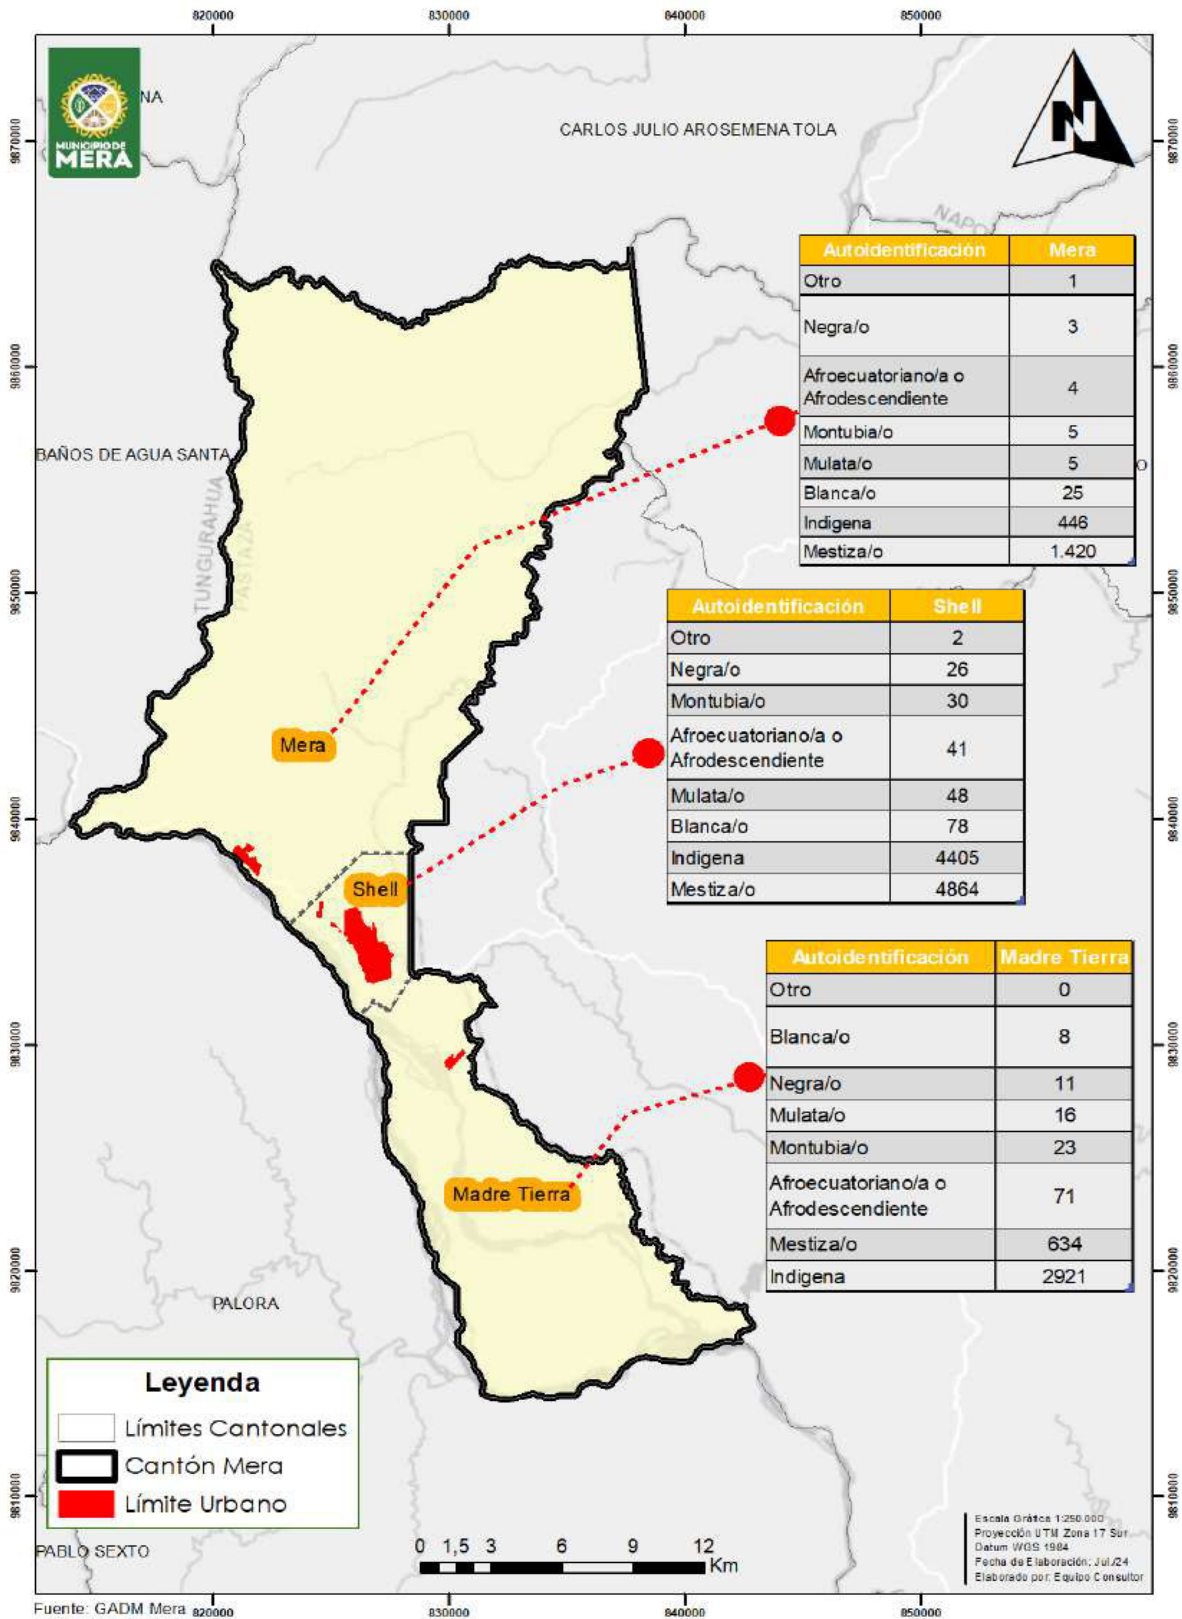 820000 830000 840000 850000
MUNICIPIO DE
MERA
NA
CARLOS JULIO AROSEMENA TOLA
N
NAPO
9870000 9870000
Autoidentificación Mera
Otro 1
Negra/o 3
Afroecuatoriano/a o
Afrodescendiente 4
Montubia/o 5
Mulata/o 5
Blanca/o 25
Indigena 446
Mestiza/o 1.420
9860000 9860000
BAÑOS DE AGUA SANTA
O
TUNGURAHUA
PASTAZA
9850000 9850000
Autoidentificación Shell
Otro 2
Negra/o 26
Montubia/o 30
Afroecuatoriano/a o
Afrodescendiente 41
Mulata/o 48
Blanca/o 78
Indigena 4405
Mestiza/o 4864
Mera
9840000 9840000
Shell
Autoidentificación Madre Tierra
Otro 0
Blanca/o 8
Negra/o 11
Mulata/o 16
Montubia/o 23
Afroecuatoriano/a o
Afrodescendiente 71
Mestiza/o 634
Indigena 2921
9830000 9830000
Madre Tierra
9820000 9820000
PALORA
Leyenda
Límites Cantonales
Cantón Mera
Límite Urbano
9810000 9810000
PABLO SEXTO
0 1,5 3 6 9 12
Km
Escala Gráfica 1:250.000
Proyección UTM Zona 17 Sur
Datum WGS 1984
Fecha de Elaboración: Jul/24
Elaborado por: Equipo Consultor
Fuente: GADM Mera
820000 830000 840000 850000